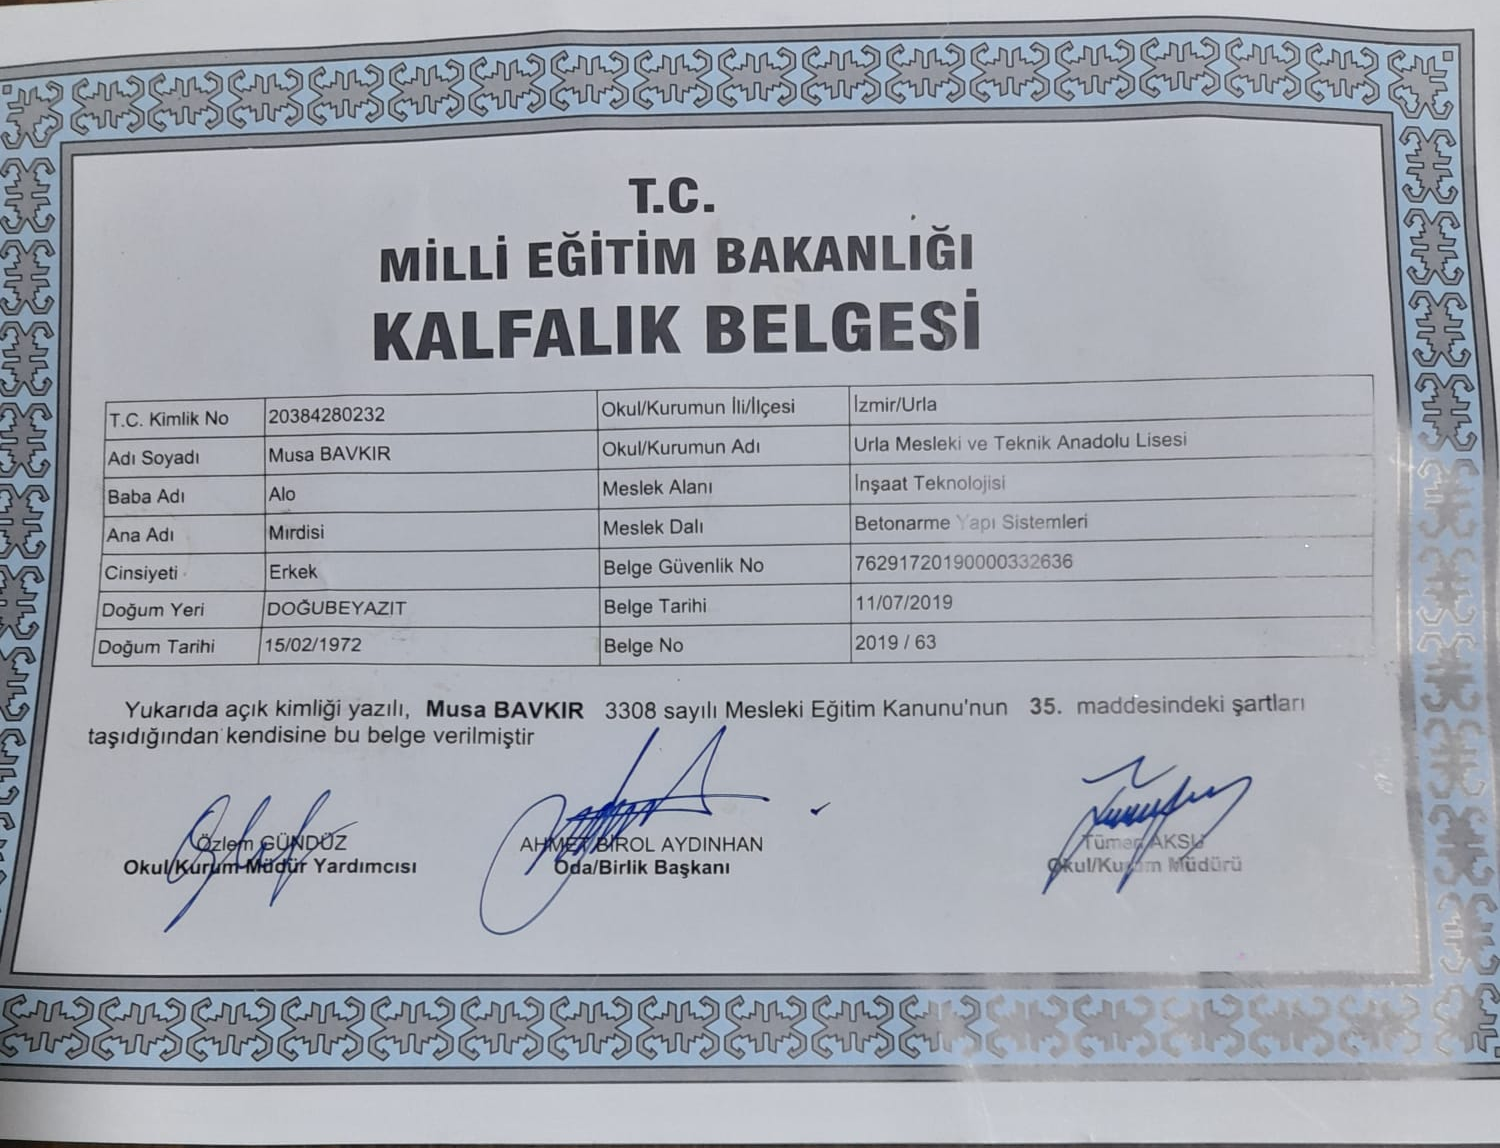 T.C.
MİLLİ EĞİTİM BAKANLIĞI
KALFALIK BELGESİ
T.C. Kimlik No 20384280232 Okul/Kurumun İli/İlçesi İzmir/Urla
Adı Soyadı Musa BAVKIR Okul/Kurumun Adı Urla Mesleki ve Teknik Anadolu Lisesi
Baba Adı Alo Meslek Alanı İnşaat Teknolojisi
Ana Adı Mırdisi Meslek Dalı Betonarme Yapı Sistemleri
Cinsiyeti Erkek Belge Güvenlik No 76291720190000332636
Doğum Yeri DOĞUBEYAZIT Belge Tarihi 11/07/2019
Doğum Tarihi 15/02/1972 Belge No 2019 / 63
Yukarıda açık kimliği yazılı, Musa BAVKIR 3308 sayılı Mesleki Eğitim Kanunu'nun 35. maddesindeki şartları
taşıdığından kendisine bu belge verilmiştir
Özlem GÜNDÜZ AHMET BİROL AYDINHAN Tümer AKSU
Okul/Kurum Müdür Yardımcısı Oda/Birlik Başkanı Okul/Kurum Müdürü